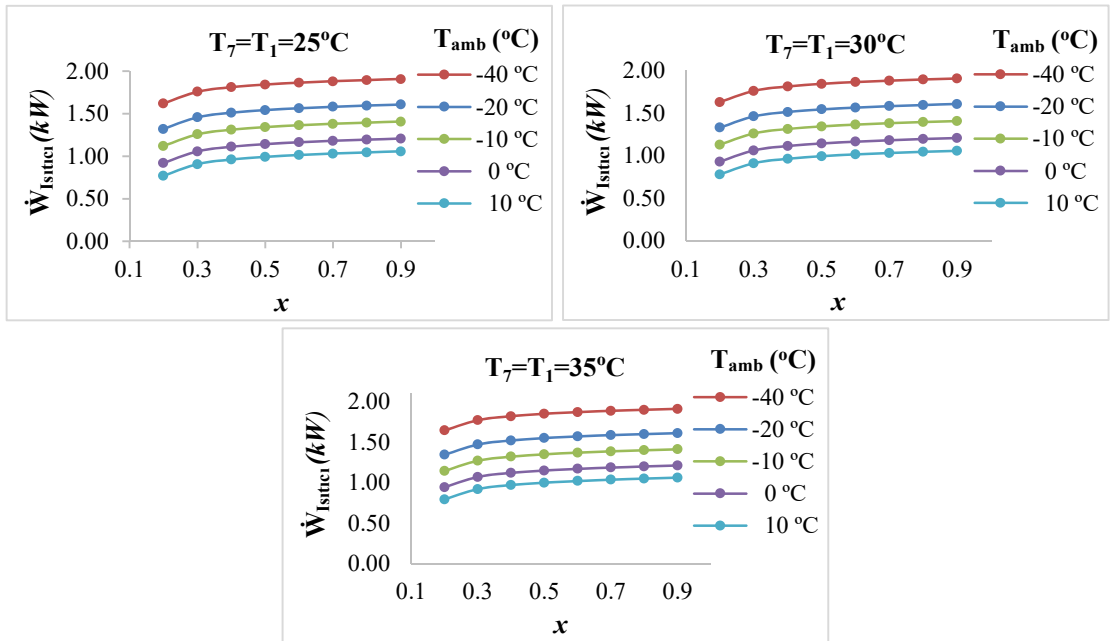 T₇=T₁=25ºC
Tamb (ºC)
2.00
1.50
1.00
0.50
0.00
ẆIsıtıcı (kW)
0.1 0.3 0.5 0.7 0.9
x
-40 ºC
-20 ºC
-10 ºC
0 ºC
10 ºC
T₇=T₁=30ºC
Tamb (ºC)
2.00
1.50
1.00
0.50
0.00
ẆIsıtıcı (kW)
0.1 0.3 0.5 0.7 0.9
x
-40 ºC
-20 ºC
-10 ºC
0 ºC
10 ºC
T₇=T₁=35ºC
Tamb (ºC)
2.00
1.50
1.00
0.50
0.00
ẆIsıtıcı (kW)
0.1 0.3 0.5 0.7 0.9
x
-40 ºC
-20 ºC
-10 ºC
0 ºC
10 ºC